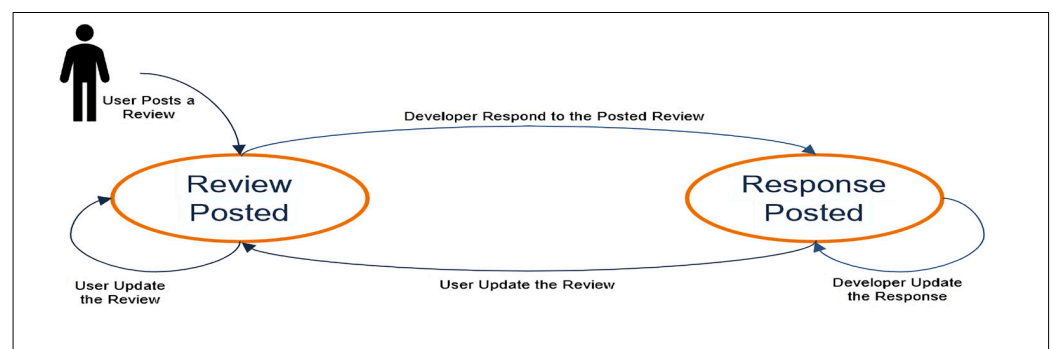 User Posts a
Review
Developer Respond to the Posted Review
Review
Posted
Response
Posted
User Update
the Review
User Update the Review
Developer Update
the Response